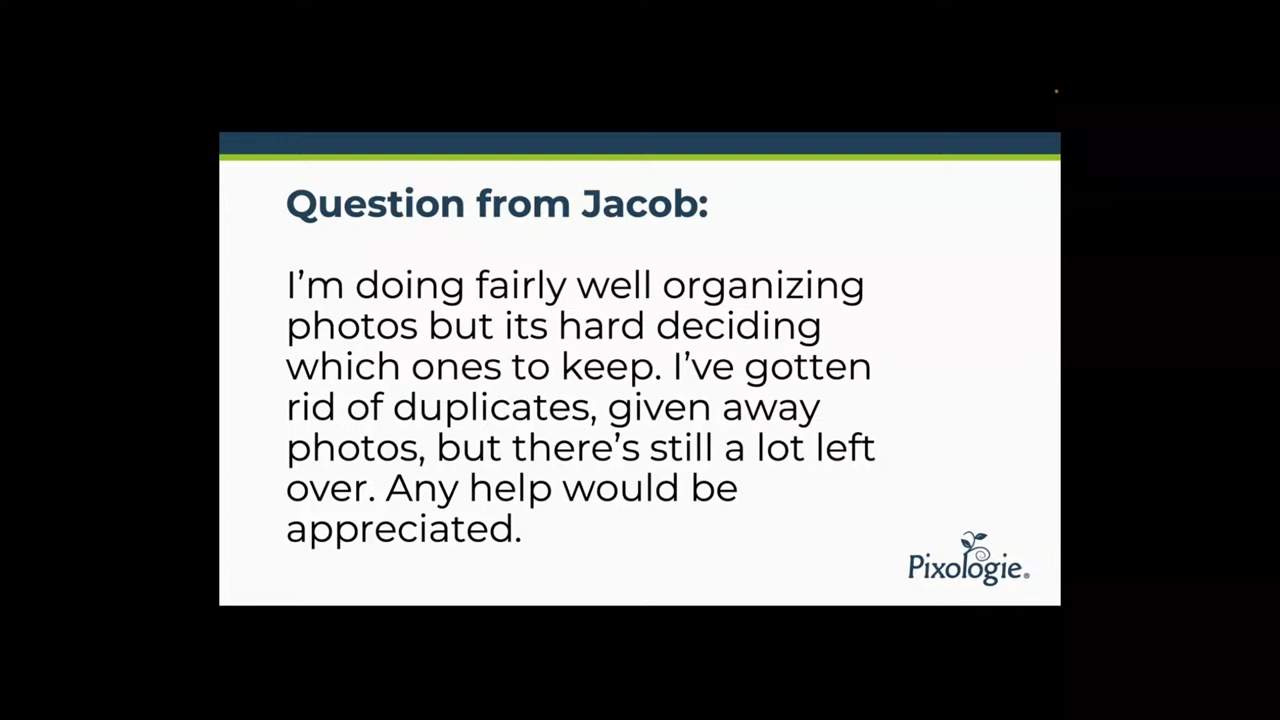 Question from Jacob:
I’m doing fairly well organizing
photos but its hard deciding
which ones to keep. I’ve gotten
rid of duplicates, given away
photos, but there’s still a lot left
over. Any help would be
appreciated.
Pixologie®